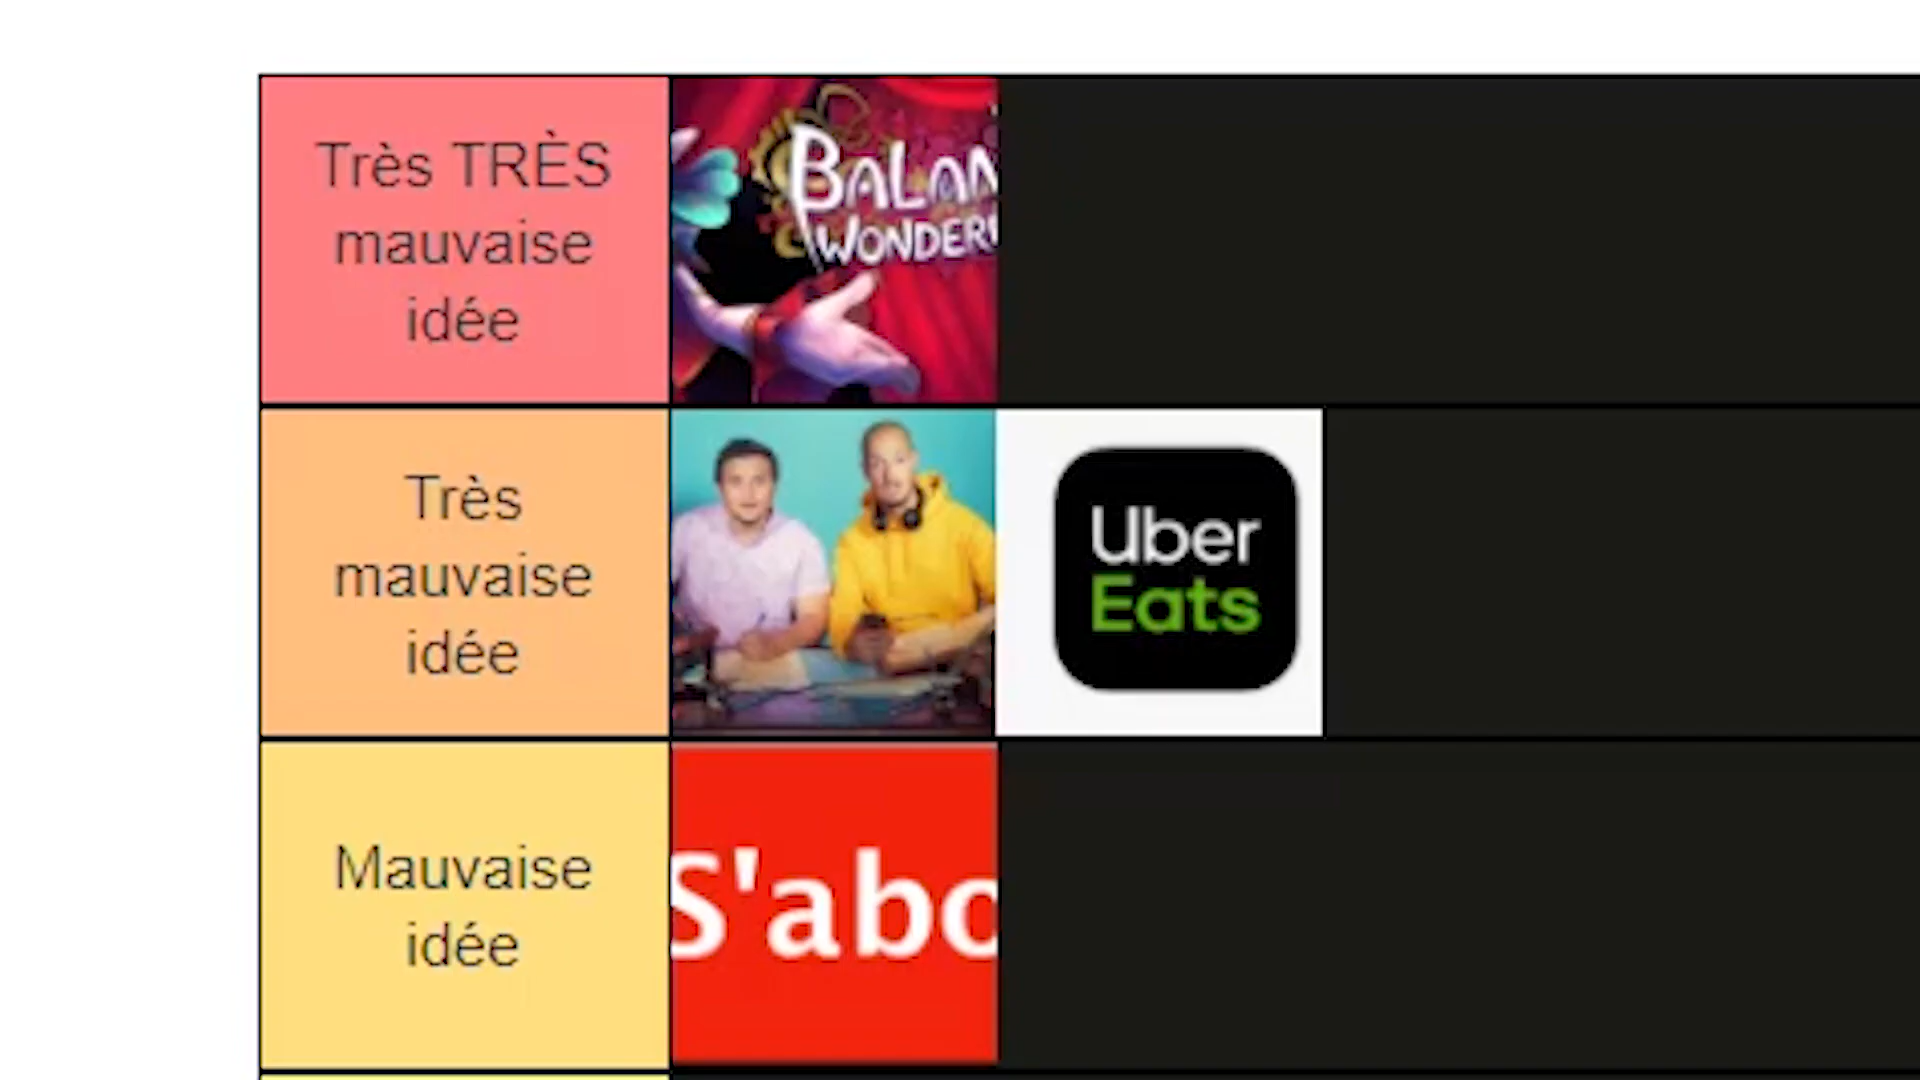 Très TRÈS
mauvaise
idée
BALAN
WONDER
Très
mauvaise
idée
Uber
Eats
Mauvaise
idée
S'abo